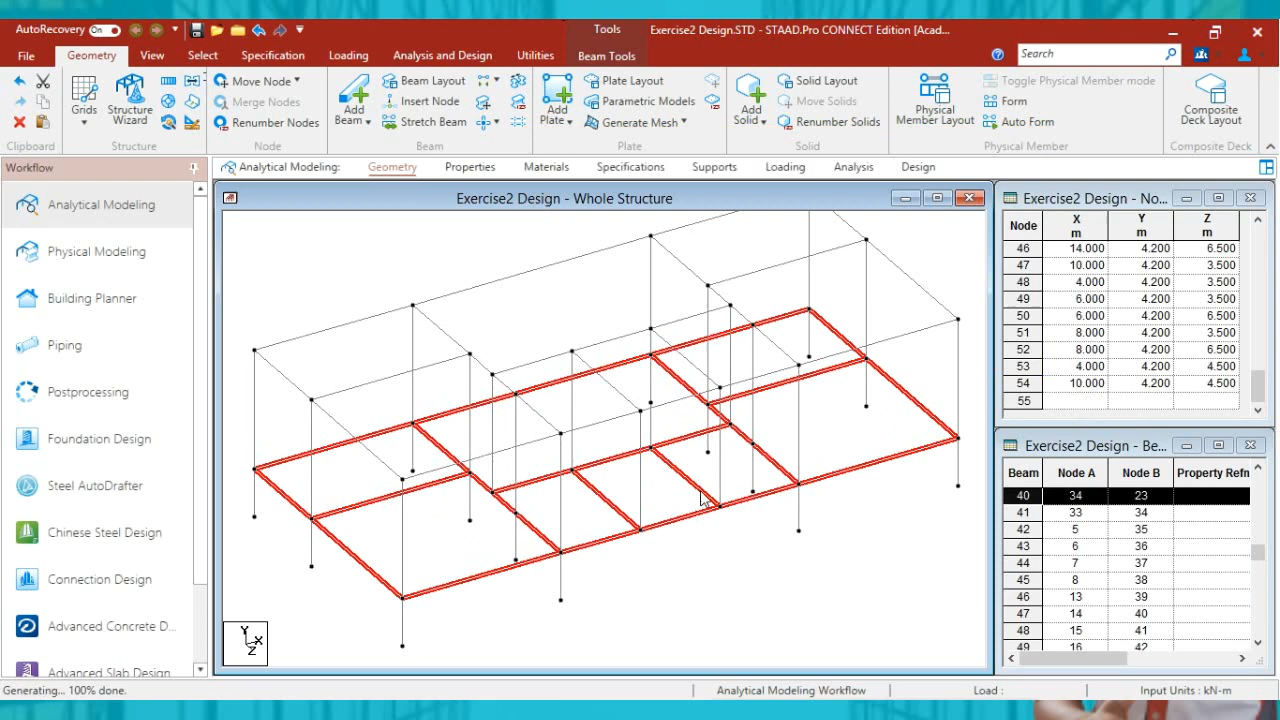 AutoRecovery On
Tools
Exercise2 Design.STD - STAAD.Pro CONNECT Edition [Acad...
File Geometry View Select Specification Loading Analysis and Design Utilities Beam Tools
Search
Grids
Structure Wizard
Clipboard
Structure
Move Node
Merge Nodes
Renumber Nodes
Node
Add Beam
Beam Layout
Insert Node
Stretch Beam
Beam
Add Plate
Plate Layout
Parametric Models
Generate Mesh
Plate
Add Solid
Solid Layout
Move Solids
Renumber Solids
Solid
Physical Member Layout
Toggle Physical Member mode
Form
Auto Form
Physical Member
Composite Deck Layout
Composite Deck
Workflow
Analytical Modeling: Geometry Properties Materials Specifications Supports Loading Analysis Design
Analytical Modeling
Physical Modeling
Building Planner
Piping
Postprocessing
Foundation Design
Steel AutoDrafter
Chinese Steel Design
Connection Design
Advanced Concrete D...
Advanced Slab Design
Exercise2 Design - Whole Structure
Y
X
Z
Exercise2 Design - No...
Node X m Y m Z m
46 14.000 4.200 6.500
47 10.000 4.200 3.500
48 4.000 4.200 3.500
49 6.000 4.200 3.500
50 6.000 4.200 6.500
51 8.000 4.200 3.500
52 8.000 4.200 6.500
53 4.000 4.200 4.500
54 10.000 4.200 4.500
55
Exercise2 Design - Be...
Beam Node A Node B Property Refn
40 34 23
41 33 34
42 5 35
43 6 36
44 7 37
45 8 38
46 13 39
47 14 40
48 15 41
49 16 42
Generating... 100% done.
Analytical Modeling Workflow
Load :
Input Units : kN-m